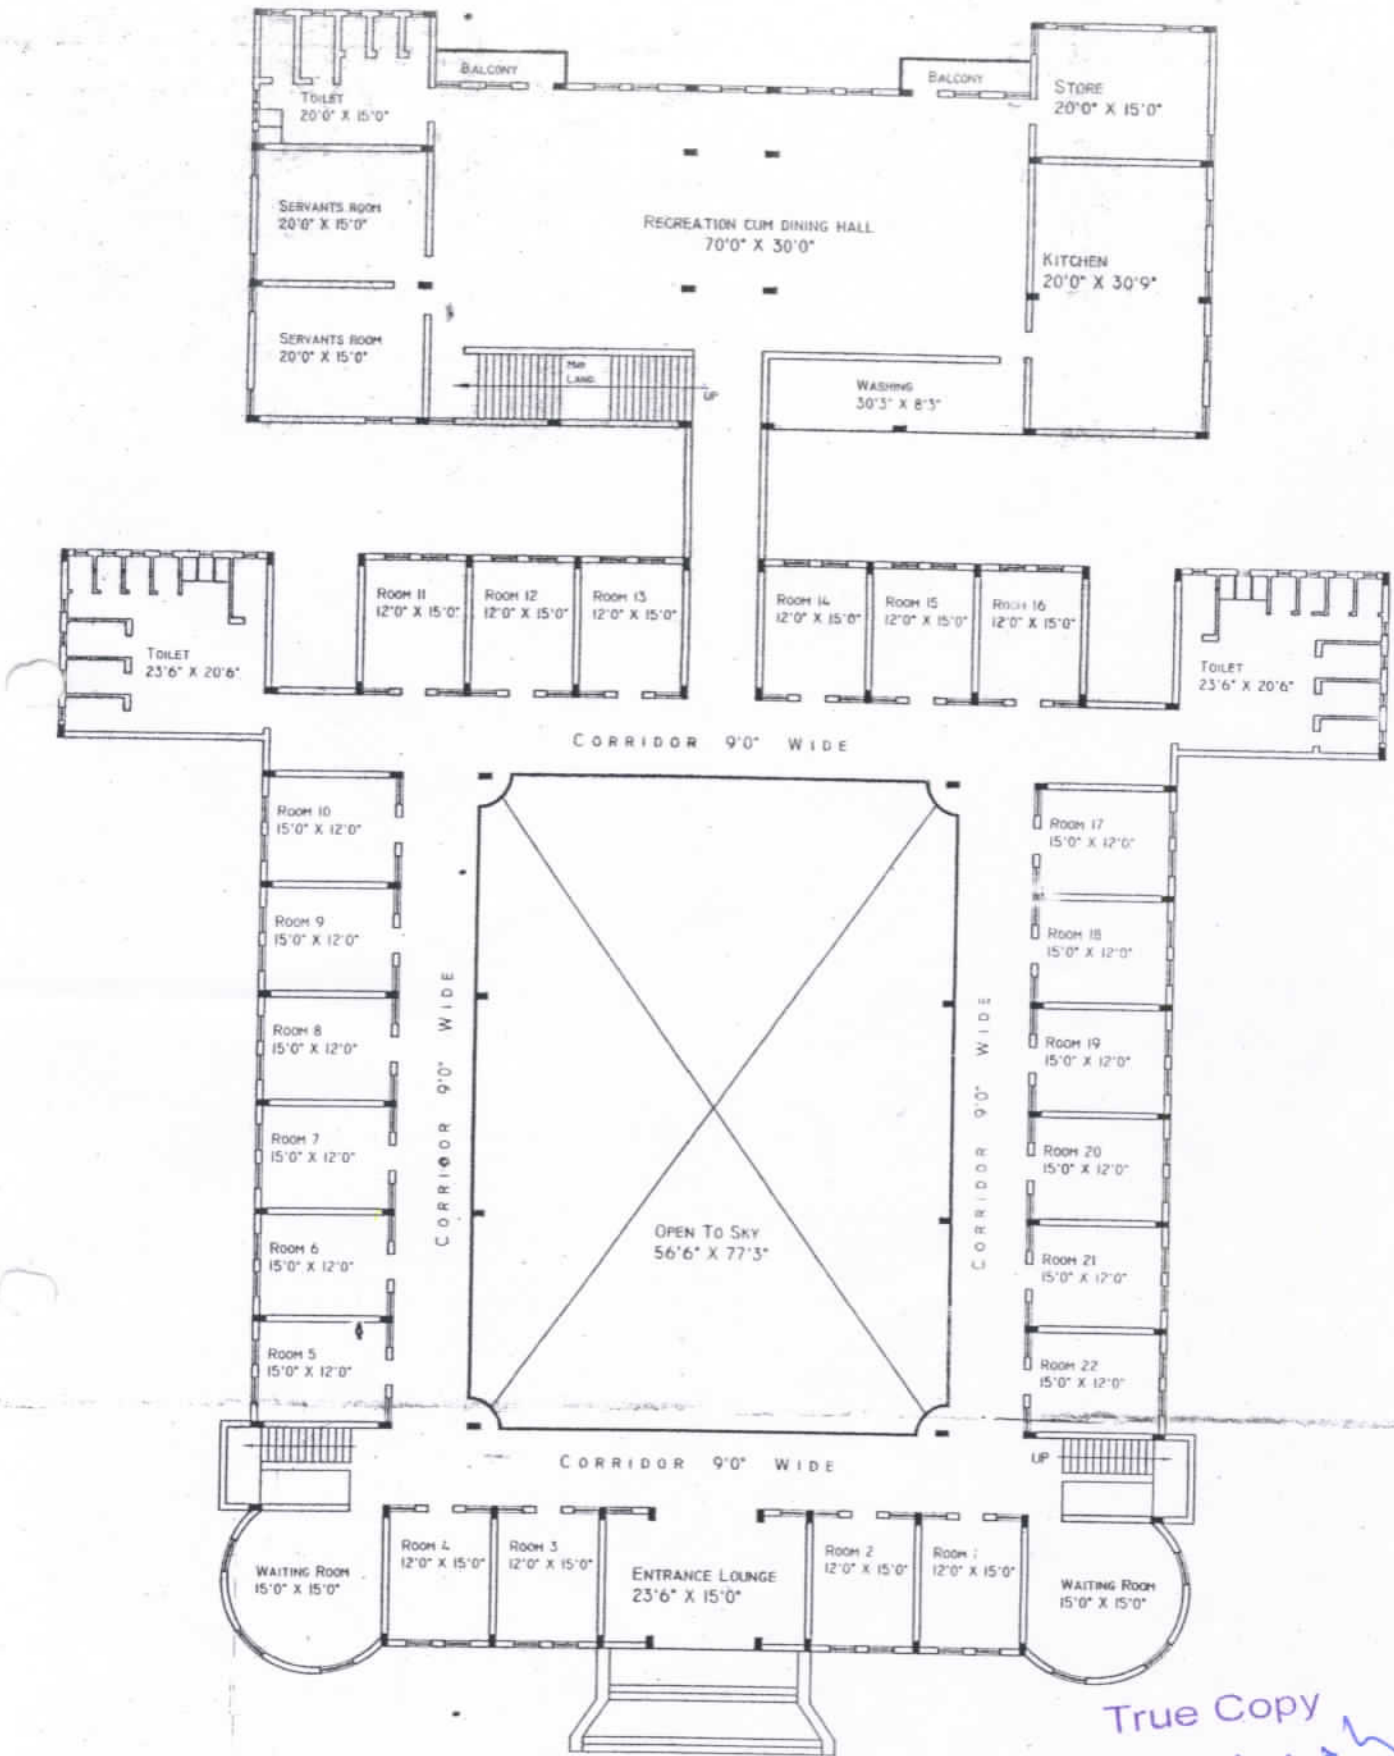 BALCONY
BALCONY
TOILET
20'0" X 15'0"
STORE
20'0" X 15'0"
SERVANTS ROOM
20'0" X 15'0"
RECREATION CUM DINING HALL
70'0" X 30'0"
KITCHEN
20'0" X 30'9"
SERVANTS ROOM
20'0" X 15'0"
LAND.
UP
WASHING
30'3" X 8'3"
ROOM 11
12'0" X 15'0"
ROOM 12
12'0" X 15'0"
ROOM 13
12'0" X 15'0"
ROOM 14
12'0" X 15'0"
ROOM 15
12'0" X 15'0"
ROOM 16
12'0" X 15'0"
TOILET
23'6" X 20'6"
TOILET
23'6" X 20'6"
CORRIDOR 9'0" WIDE
ROOM 10
15'0" X 12'0"
ROOM 17
15'0" X 12'0"
ROOM 9
15'0" X 12'0"
ROOM 18
15'0" X 12'0"
CORRIDOR 9'0" WIDE
CORRIDOR 9'0" WIDE
ROOM 8
15'0" X 12'0"
ROOM 19
15'0" X 12'0"
ROOM 7
15'0" X 12'0"
ROOM 20
15'0" X 12'0"
OPEN TO SKY
56'6" X 77'3"
ROOM 6
15'0" X 12'0"
ROOM 21
15'0" X 12'0"
ROOM 5
15'0" X 12'0"
ROOM 22
15'0" X 12'0"
CORRIDOR 9'0" WIDE
UP
WAITING ROOM
15'0" X 15'0"
ROOM 4
12'0" X 15'0"
ROOM 3
12'0" X 15'0"
ENTRANCE LOUNGE
23'6" X 15'0"
ROOM 2
12'0" X 15'0"
ROOM 1
12'0" X 15'0"
WAITING ROOM
15'0" X 15'0"
True Copy